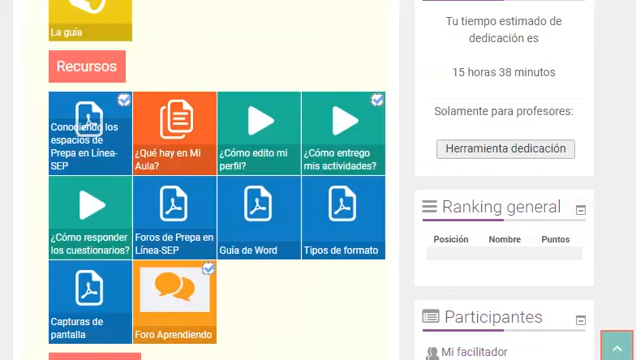 La guía
Recursos
Conociendo los
espacios de
Prepa en Línea-
SEP
¿Qué hay en Mi
Aula?
¿Cómo edito mi
perfil?
¿Cómo entrego
mis actividades?
¿Cómo responder
los cuestionarios?
Foros de Prepa en
Línea-SEP
Guía de Word
Tipos de formato
Capturas de
pantalla
Foro Aprendiendo
Tu tiempo estimado de
dedicación es
15 horas 38 minutos
Solamente para profesores:
Herramienta dedicación
Ranking general
Posición Nombre Puntos
Participantes
Mi facilitador